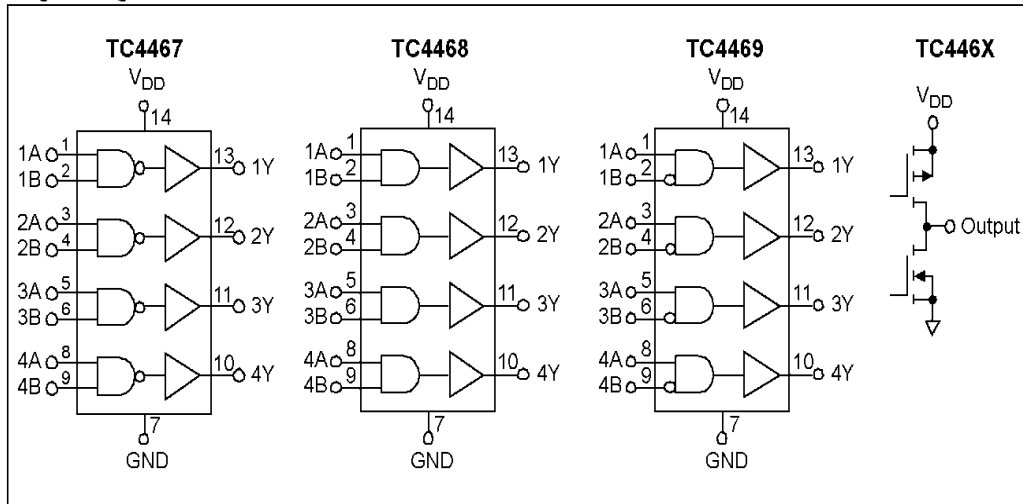 TC4467
TC4468
TC4469
TC446X
VDD
14
1A 1
1B 2
13 1Y
2A 3
2B 4
12 2Y
3A 5
3B 6
11 3Y
4A 8
4B 9
10 4Y
7
GND
VDD
14
1A 1
1B 2
13 1Y
2A 3
2B 4
12 2Y
3A 5
3B 6
11 3Y
4A 8
4B 9
10 4Y
7
GND
VDD
14
1A 1
1B 2
13 1Y
2A 3
2B 4
12 2Y
3A 5
3B 6
11 3Y
4A 8
4B 9
10 4Y
7
GND
VDD
Output